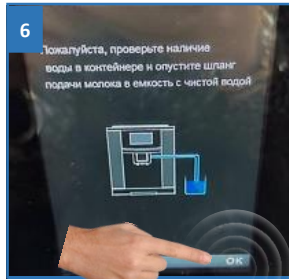 6
Пожалуйста, проверьте наличие
воды в контейнере и опустите шланг
подачи молока в емкость с чистой водой
OK